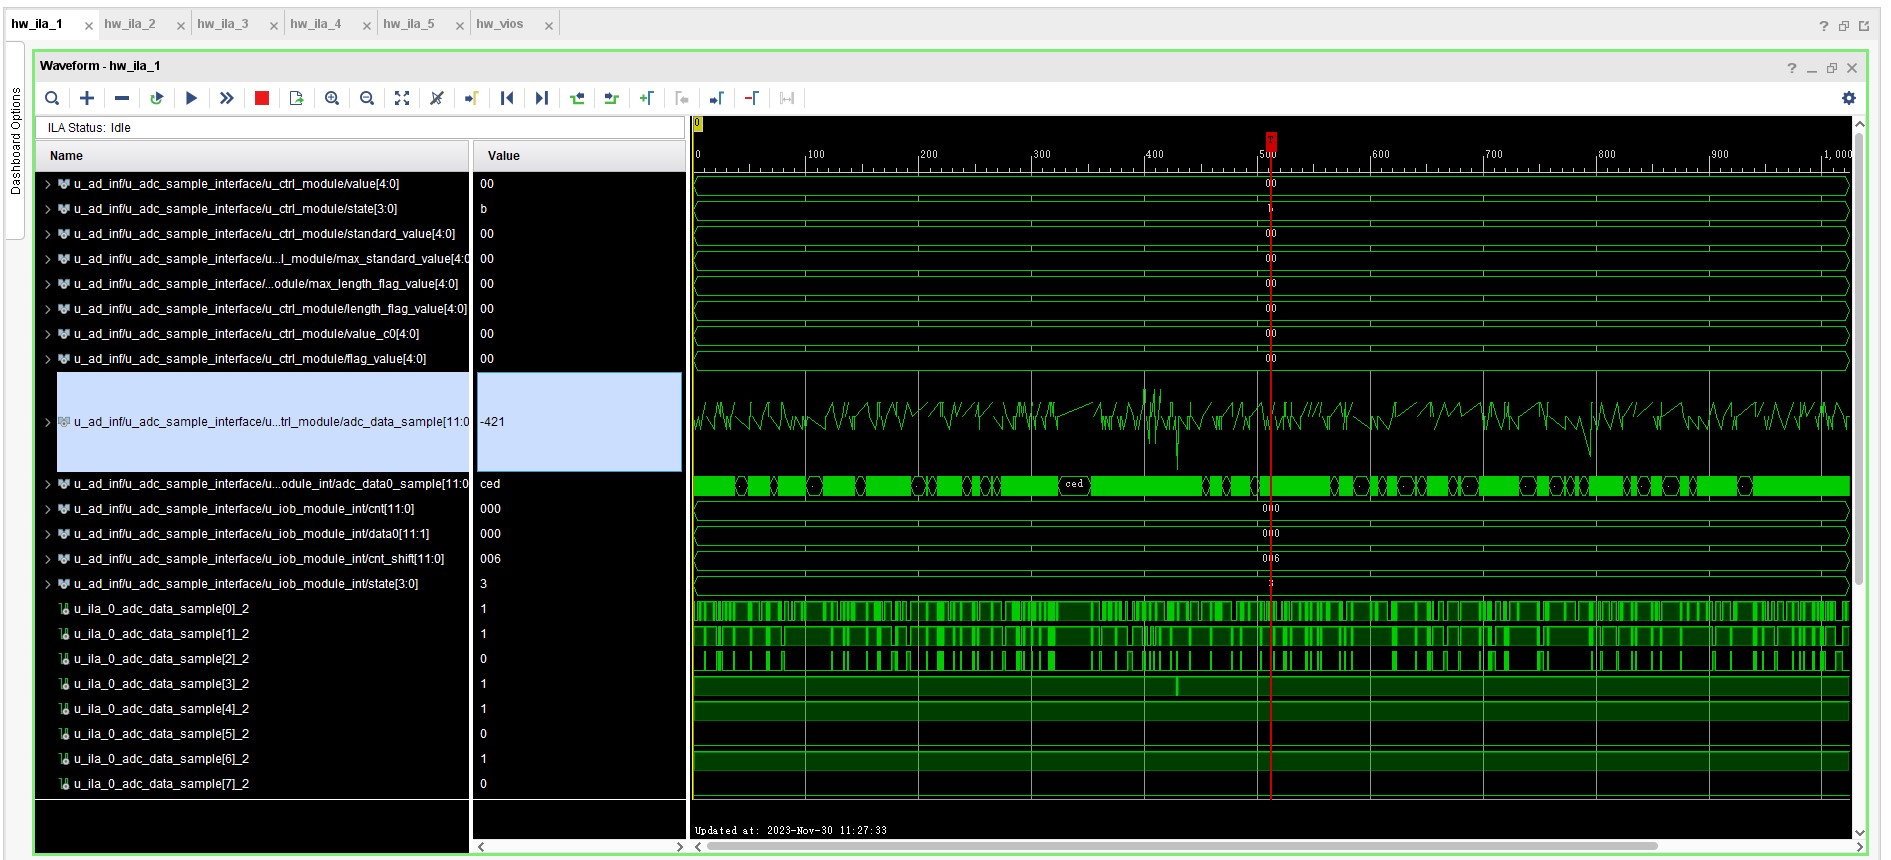 hw_ila_1 hw_ila_2 hw_ila_3 hw_ila_4 hw_ila_5 hw_vios
Dashboard Options
Waveform - hw_ila_1
ILA Status: Idle
0
Name Value
0 100 200 300 400 500 600 700 800 900 1,000
T
u_ad_inf/u_adc_sample_interface/u_ctrl_module/value[4:0] 00 00
u_ad_inf/u_adc_sample_interface/u_ctrl_module/state[3:0] b b
u_ad_inf/u_adc_sample_interface/u_ctrl_module/standard_value[4:0] 00 00
u_ad_inf/u_adc_sample_interface/u...l_module/max_standard_value[4:0 00 00
u_ad_inf/u_adc_sample_interface/...odule/max_length_flag_value[4:0] 00 00
u_ad_inf/u_adc_sample_interface/u_ctrl_module/length_flag_value[4:0] 00 00
u_ad_inf/u_adc_sample_interface/u_ctrl_module/value_c0[4:0] 00 00
u_ad_inf/u_adc_sample_interface/u_ctrl_module/flag_value[4:0] 00 00
u_ad_inf/u_adc_sample_interface/u...trl_module/adc_data_sample[11:0 -421
u_ad_inf/u_adc_sample_interface/u...odule_int/adc_data0_sample[11:0 ced ced
u_ad_inf/u_adc_sample_interface/u_iob_module_int/cnt[11:0] 000 000
u_ad_inf/u_adc_sample_interface/u_iob_module_int/data0[11:1] 000 000
u_ad_inf/u_adc_sample_interface/u_iob_module_int/cnt_shift[11:0] 006 006
u_ad_inf/u_adc_sample_interface/u_iob_module_int/state[3:0] 3 3
u_ila_0_adc_data_sample[0]_2 1
u_ila_0_adc_data_sample[1]_2 1
u_ila_0_adc_data_sample[2]_2 0
u_ila_0_adc_data_sample[3]_2 1
u_ila_0_adc_data_sample[4]_2 1
u_ila_0_adc_data_sample[5]_2 0
u_ila_0_adc_data_sample[6]_2 1
u_ila_0_adc_data_sample[7]_2 0
Updated at: 2023-Nov-30 11:27:33